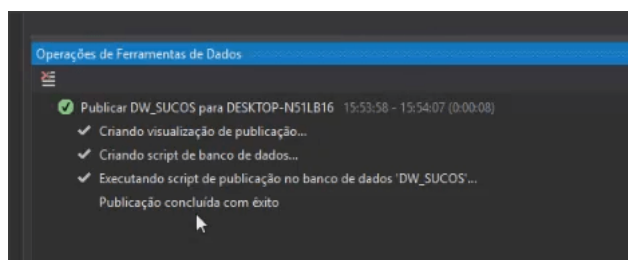 Operações de Ferramentas de Dados
Publicar DW_SUCOS para DESKTOP-N51LB16 15:53:58 - 15:54:07 (0:00:08)
Criando visualização de publicação...
Criando script de banco de dados...
Executando script de publicação no banco de dados 'DW_SUCOS'...
Publicação concluída com êxito